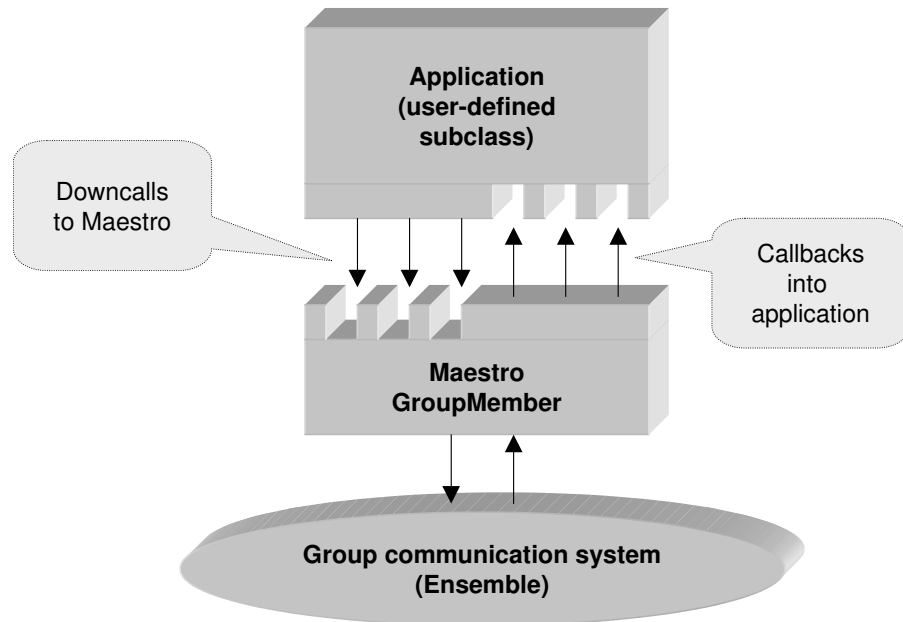 Application
(user-defined
subclass)
Downcalls
to Maestro
Callbacks
into
application
Maestro
GroupMember
Group communication system
(Ensemble)